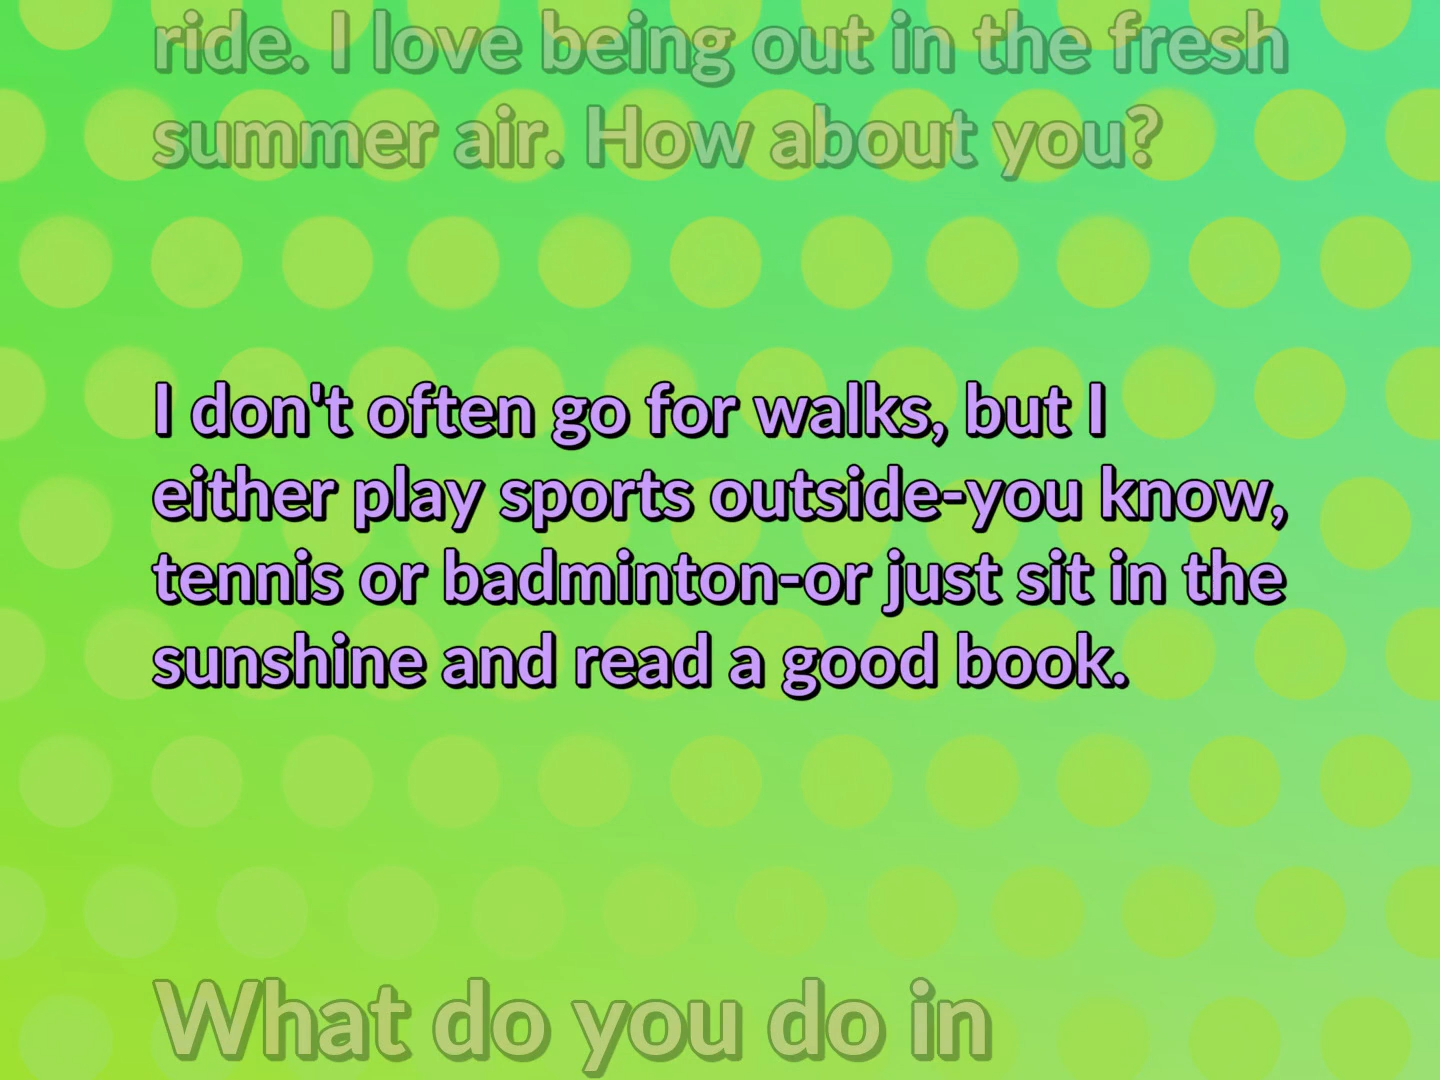 ride. I love being out in the fresh
summer air. How about you?
I don't often go for walks, but I
either play sports outside-you know,
tennis or badminton-or just sit in the
sunshine and read a good book.
What do you do in